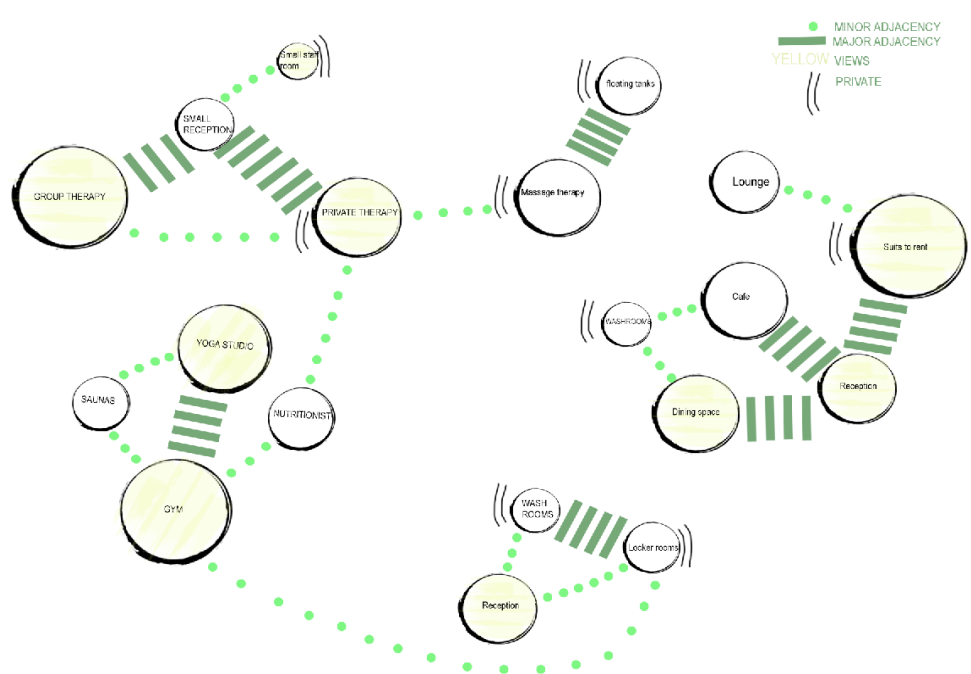 MINOR ADJACENCY
MAJOR ADJACENCY
YELLOW VIEWS
PRIVATE
Small staff
room
floating tanks
SMALL
RECEPTION
GROUP THERAPY
PRIVATE THERAPY
Massage therapy
Lounge
Suits to rent
Cafe
WASHROOMS
YOGA STUDIO
Reception
SAUNAS
NUTRITIONIST
Dining space
GYM
WASH
ROOMS
Locker rooms
Reception